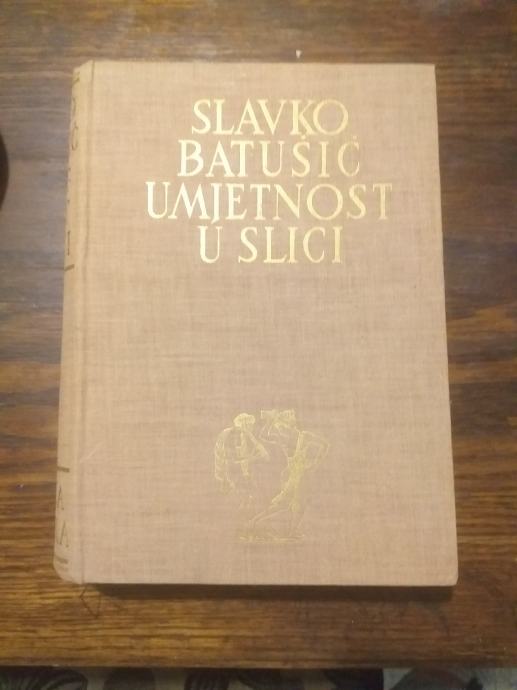 SLAVKO
BATUŠIĆ
UMJETNOST
U SLICI